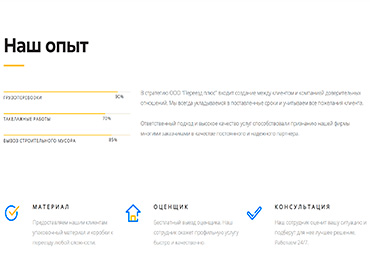 Наш опыт
ГРУЗОПЕРЕВОЗКИ 90%
ТАКЕЛАЖНЫЕ РАБОТЫ 70%
ВЫВОЗ СТРОИТЕЛЬНОГО МУСОРА 85%
В стратегию ООО "Переезд плюс" входит создание между клиентом и компанией доверительных
отношений. Мы всегда укладываемся в поставленные сроки и учитываем все пожелания клиента.
Ответственный подход и высокое качество услуг способствовали признанию нашей фирмы
многими заказчиками в качестве постоянного и надежного партнера.
МАТЕРИАЛ
Предоставляем нашим клиентам
упаковочный материал и коробки к
переезду любой сложности.
ОЦЕНЩИК
Бесплатный выезд оценщика. Наш
сотрудник окажет профильную услугу
быстро и качественно.
КОНСУЛЬТАЦИЯ
Наш сотрудник оценит вашу ситуацию и
подберут для нее лучшее решение.
Работаем 24/7.